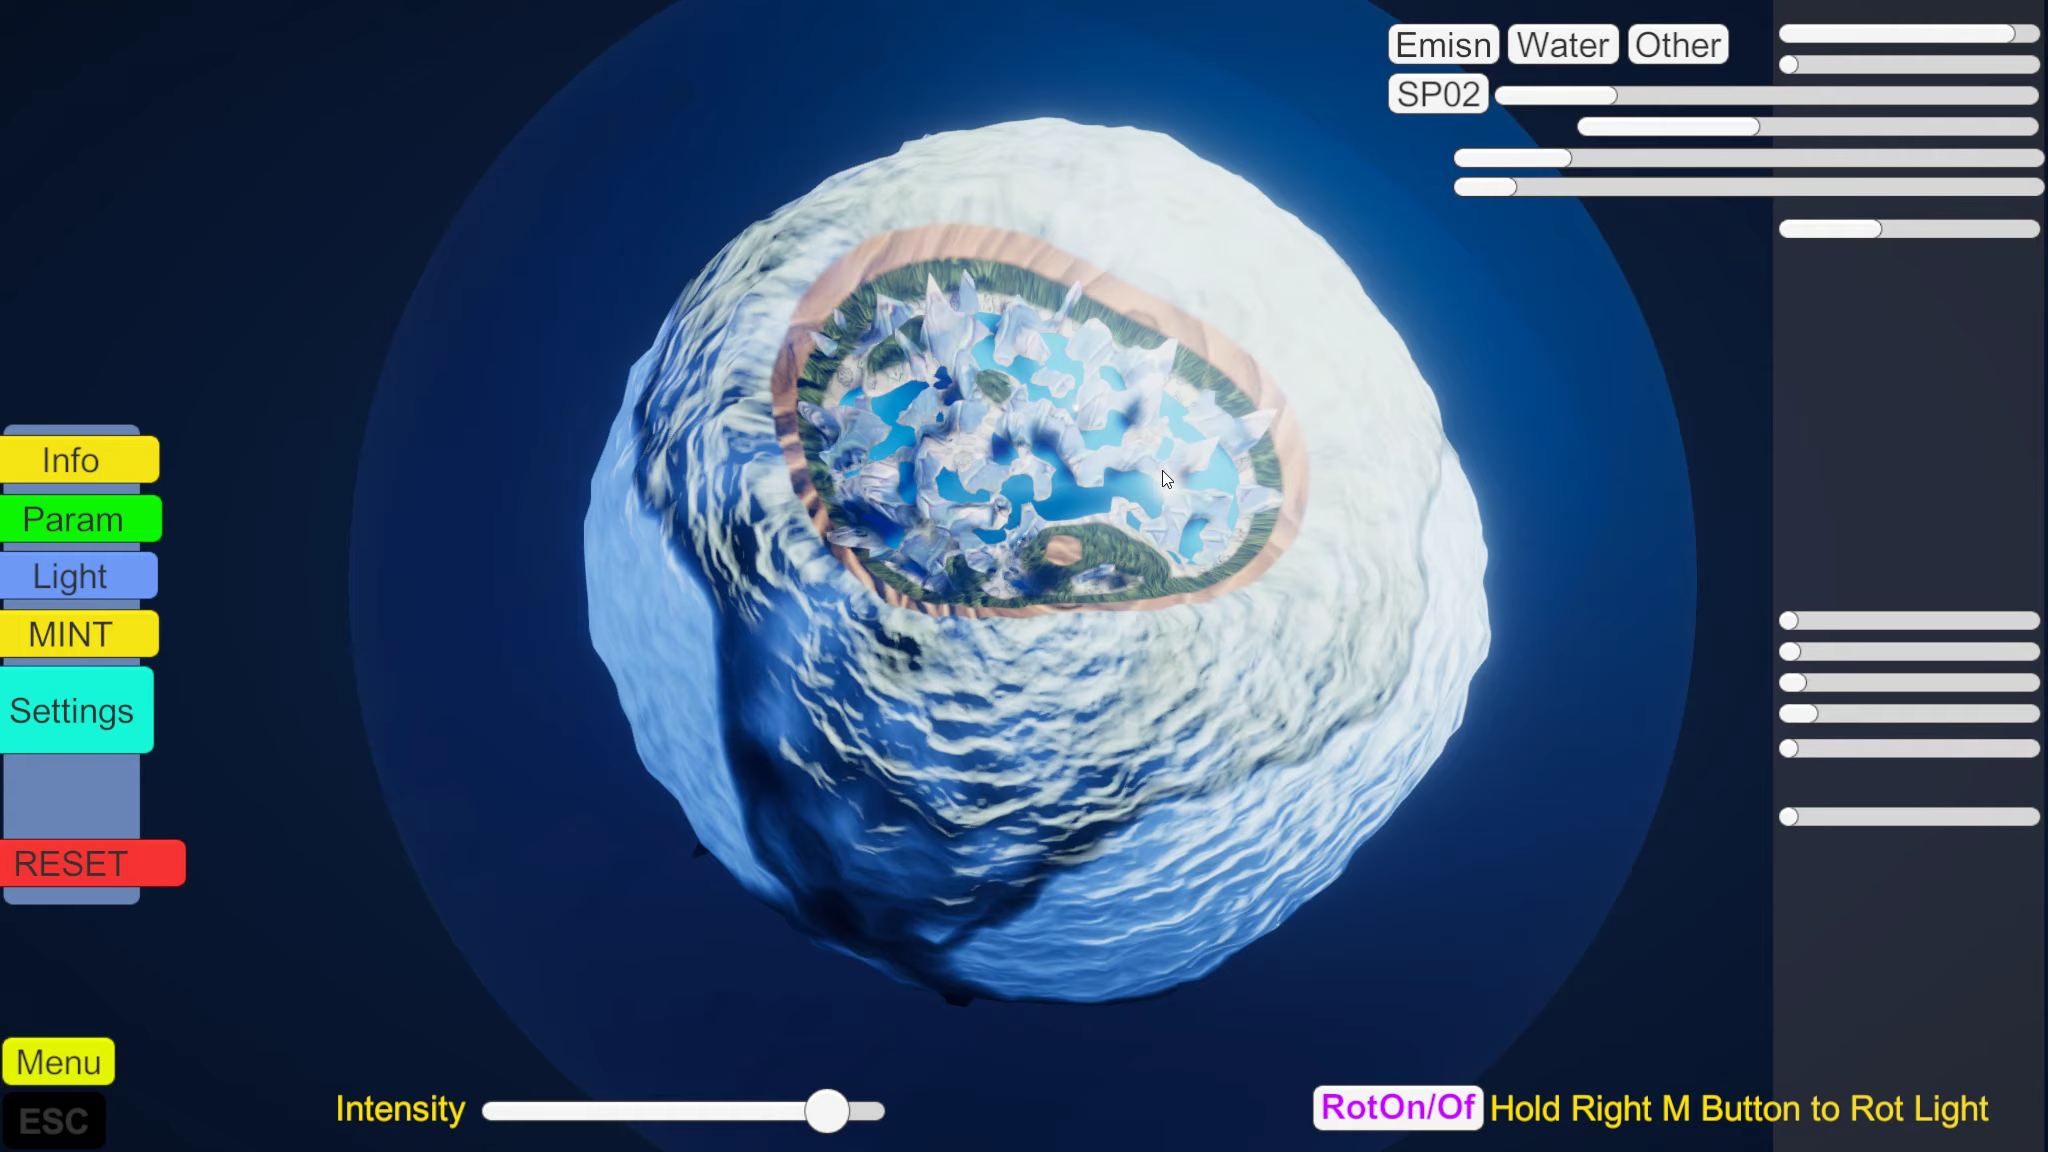 Emisn Water Other
SP02
Info
Param
Light
MINT
Settings
RESET
Menu
ESC
Intensity
RotOn/Of Hold Right M Button to Rot Light